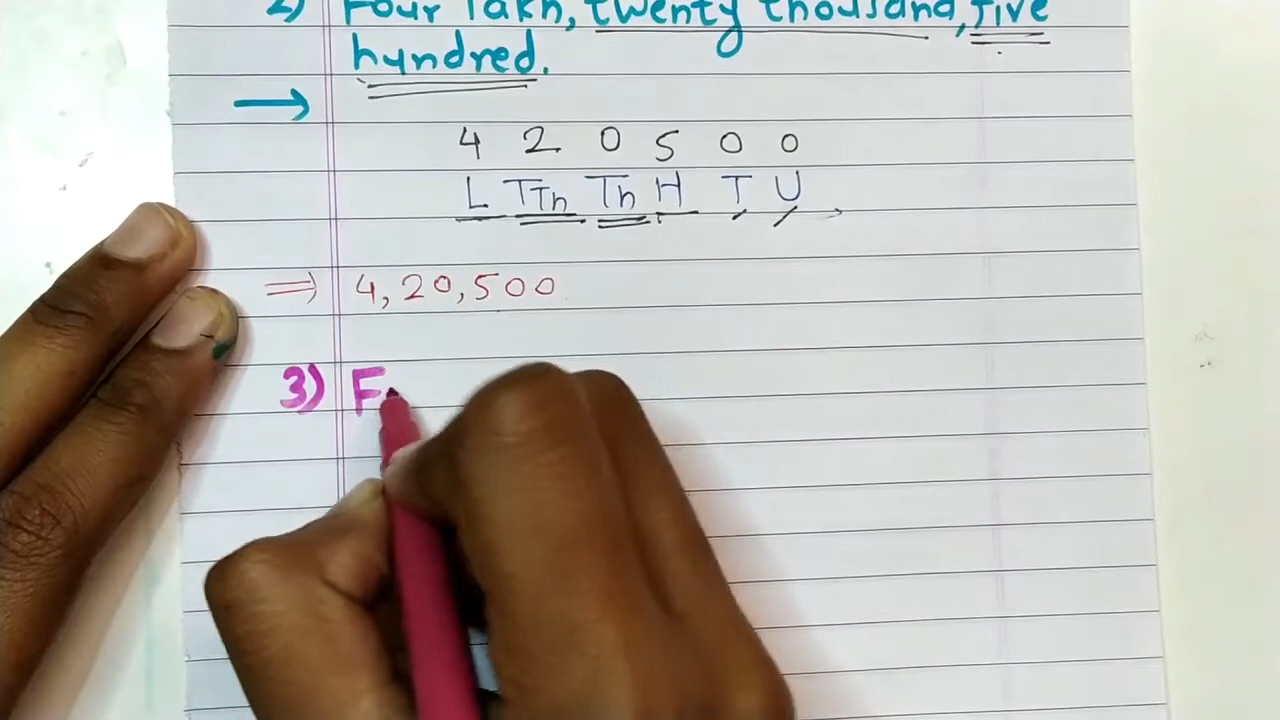 2) Four lakh, twenty thousand, five
hundred.
→
4 2 0 5 0 0
L TTh Th H T U
⇒ 4,20,500
3) F